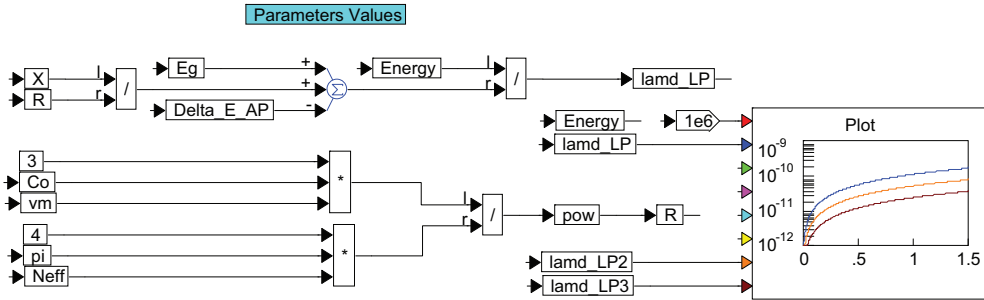 Parameters Values
X
R
l
r
/
Eg
Delta_E_AP
+
+
-
Σ
Energy
l
r
/
lamd_LP
3
Co
vm
*
4
pi
Neff
*
l
r
/
pow
R
Energy
1e6
lamd_LP
lamd_LP2
lamd_LP3
Plot
10-9
10-10
10-11
10-12
0 .5 1 1.5